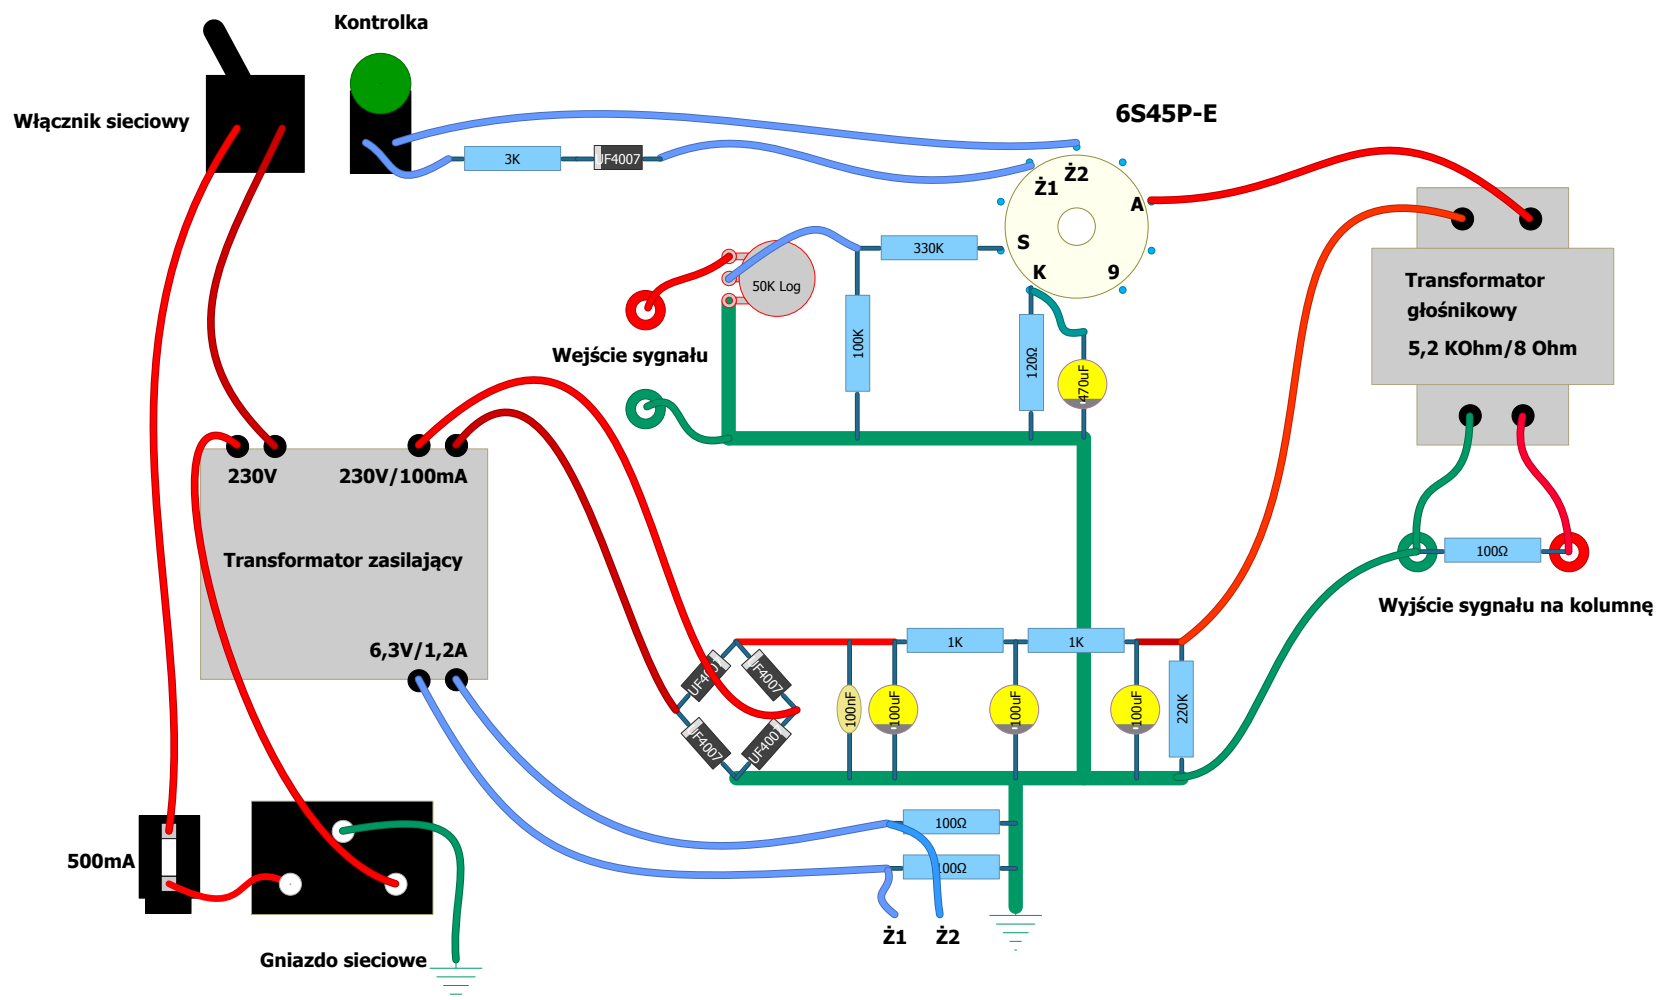 Kontrolka
Włącznik sieciowy
6S45P-E
3K
UF4007
Ż1
Ż2
A
S
K
9
330K
50K Log
100K
120Ω
470uF
Wejście sygnału
Transformator
głośnikowy
5,2 KOhm/8 Ohm
230V
230V/100mA
Transformator zasilający
6,3V/1,2A
100Ω
Wyjście sygnału na kolumnę
1K
1K
UF4007
UF4007
UF4007
UF4007
100nF
100uF
100uF
100uF
220K
100Ω
100Ω
500mA
Ż1
Ż2
Gniazdo sieciowe